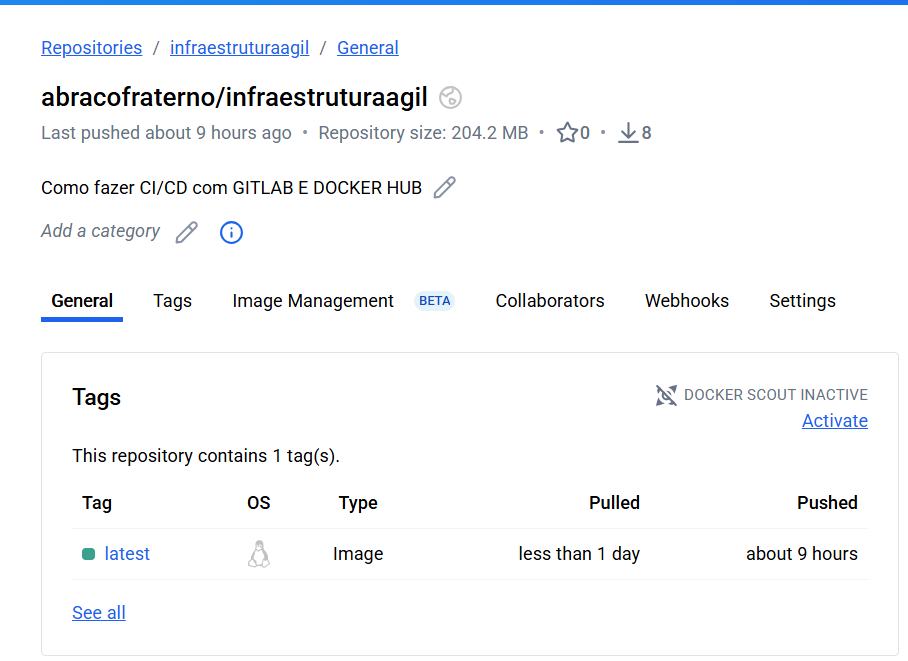 Repositories / infraestruturaagil / General
abracofraterno/infraestruturaagil
Last pushed about 9 hours ago • Repository size: 204.2 MB • 0 • 8
Como fazer CI/CD com GITLAB E DOCKER HUB
Add a category
General Tags Image Management BETA Collaborators Webhooks Settings
Tags
DOCKER SCOUT INACTIVE
Activate
This repository contains 1 tag(s).
Tag OS Type Pulled Pushed
latest Image less than 1 day about 9 hours
See all